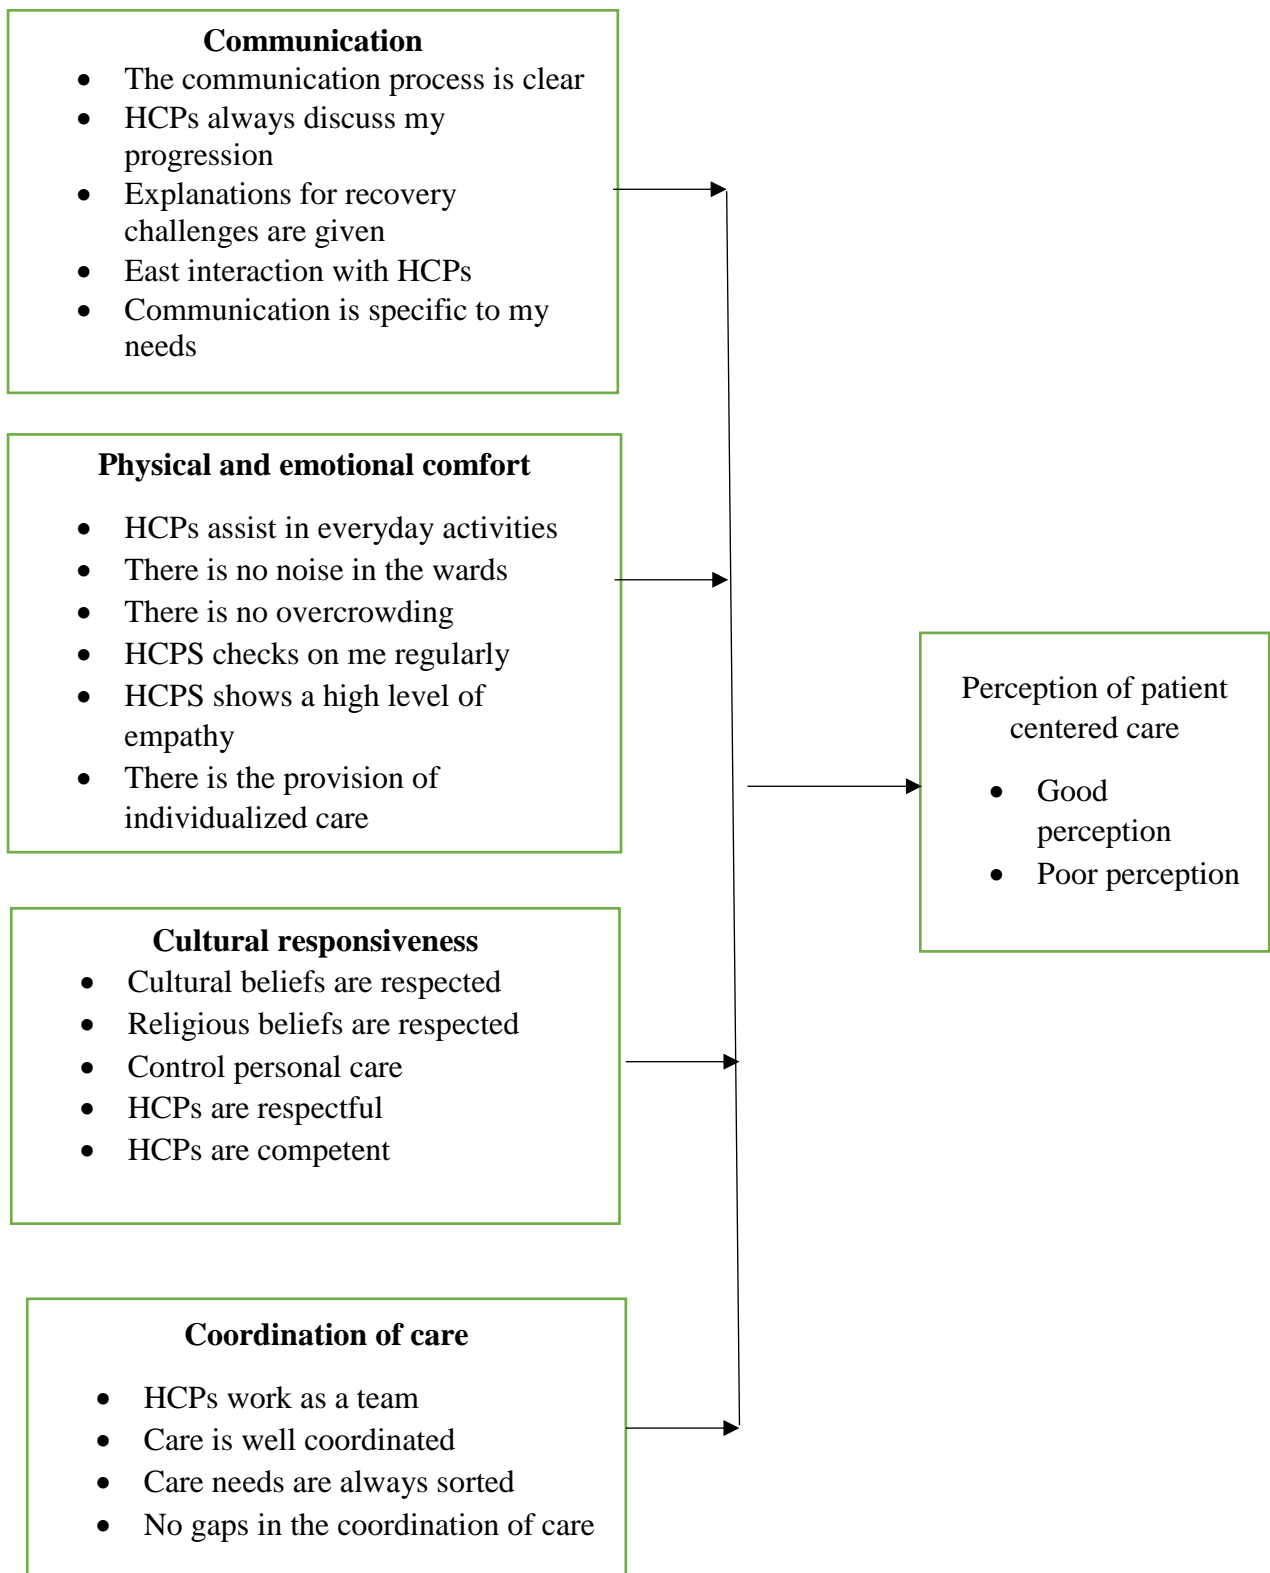 Communication
• The communication process is clear
• HCPs always discuss my
progression
• Explanations for recovery
challenges are given
• East interaction with HCPs
• Communication is specific to my
needs
Physical and emotional comfort
• HCPs assist in everyday activities
• There is no noise in the wards
• There is no overcrowding
• HCPS checks on me regularly
• HCPS shows a high level of
empathy
• There is the provision of
individualized care
Cultural responsiveness
• Cultural beliefs are respected
• Religious beliefs are respected
• Control personal care
• HCPs are respectful
• HCPs are competent
Coordination of care
• HCPs work as a team
• Care is well coordinated
• Care needs are always sorted
• No gaps in the coordination of care
Perception of patient
centered care
• Good
perception
• Poor perception